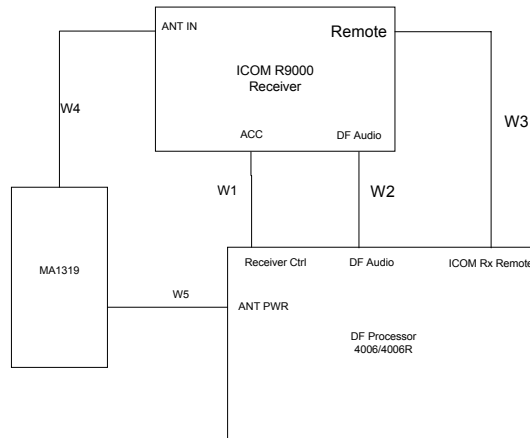 ANT IN
Remote
ICOM R9000
Receiver
W4
W3
ACC
DF Audio
W1
W2
Receiver Ctrl
DF Audio
ICOM Rx Remote
MA1319
W5
ANT PWR
DF Processor
4006/4006R